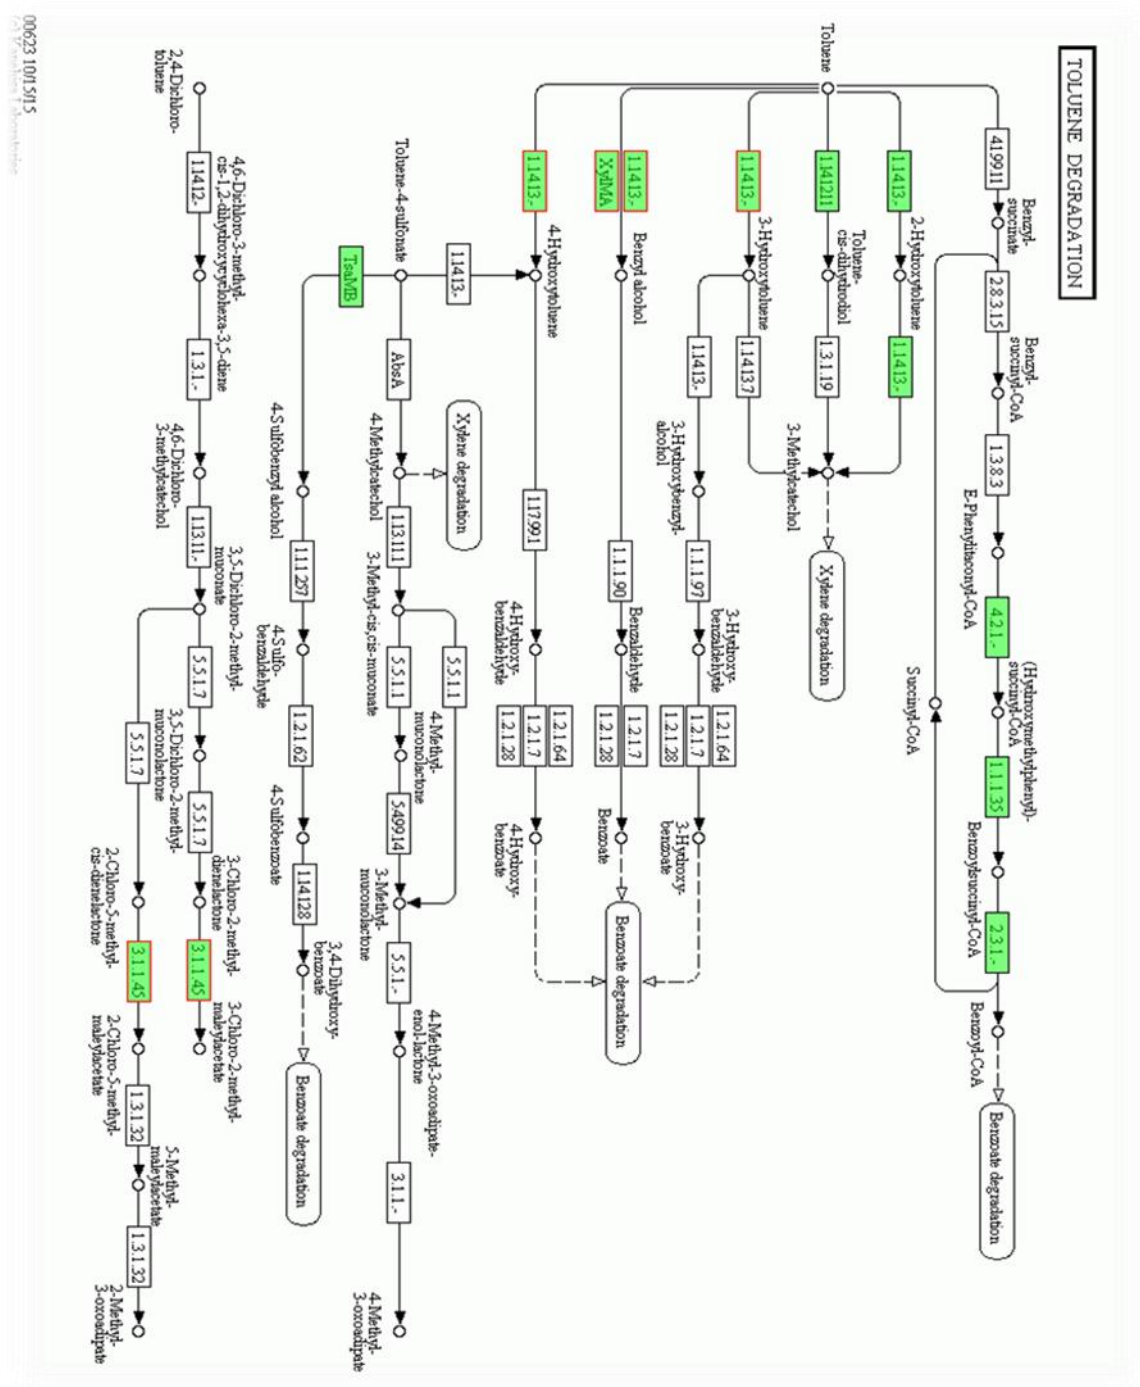 TOLUENE DEGRADATION
Benzyl-
succinate
Benzyl-
succinyl-CoA
E-Phenylitaconyl-CoA
(Hydroxymethylphenyl)-
succinyl-CoA
Benzoylsuccinyl-CoA
Benzoyl-CoA
4.1.99.11
2.8.3.15
1.3.8.3
4.2.1.-
1.1.1.35
2.3.1.-
Benzoate degradation
Succinyl-CoA
2-Hydroxytoluene
1.14.13.-
1.14.13.-
Toluene
Toluene-
cis-dihydrodiol
1.14.12.11
1.3.1.19
Xylene degradation
3-Methylcatechol
3-Hydroxytoluene
1.14.13.-
1.14.13.7
1.14.13.-
1.1.1.97
1.2.1.64
1.2.1.7
1.2.1.28
3-Hydroxybenzyl-
alcohol
3-Hydroxy-
benzaldehyde
3-Hydroxy-
benzoate
1.14.13.-
XylMA
Benzyl alcohol
1.1.1.90
Benzaldehyde
1.2.1.7
1.2.1.28
Benzoate
Benzoate degradation
1.14.13.-
4-Hydroxytoluene
1.17.99.1
4-Hydroxy-
benzaldehyde
1.2.1.64
1.2.1.7
1.2.1.28
4-Hydroxy-
benzoate
1.14.13.-
Xylene degradation
5.5.1.1
Toluene-4-sulfonate
AbsA
1.13.11.1
5.5.1.1
5.4.99.14
5.5.1.-
3.1.1.-
4-Methylcatechol
3-Methyl-cis,cis-muconate
4-Methyl-
muconolactone
3-Methyl-
muconolactone
4-Methyl-3-oxoadipate-
enol-lactone
4-Methyl-
3-oxoadipate
TsaMB
1.1.1.257
1.2.1.62
1.14.12.8
3,4-Dihydroxy-
benzoate
Benzoate degradation
4-Sulfobenzyl alcohol
4-Sulfo-
benzaldehyde
4-Sulfobenzoate
4,6-Dichloro-3-methyl-
cis-1,2-dihydroxycyclohexa-3,5-diene
3,5-Dichloro-2-methyl-
muconate
3-Chloro-2-methyl-
dienelactone
3-Chloro-2-methyl-
maleylacetate
1.14.12.-
1.3.1.-
1.13.11.-
5.5.1.7
5.5.1.7
3.1.1.45
2,4-Dichloro-
toluene
4,6-Dichloro-
3-methylcatechol
3,5-Dichloro-2-methyl-
muconolactone
5-Methyl-
maleylacetate
5.5.1.7
3.1.1.45
1.3.1.32
1.3.1.32
2-Chloro-5-methyl-
cis-dienelactone
2-Chloro-5-methyl-
maleylacetate
2-Methyl-
3-oxoadipate
00623 10/15/15
(c) Kanehisa Laboratories